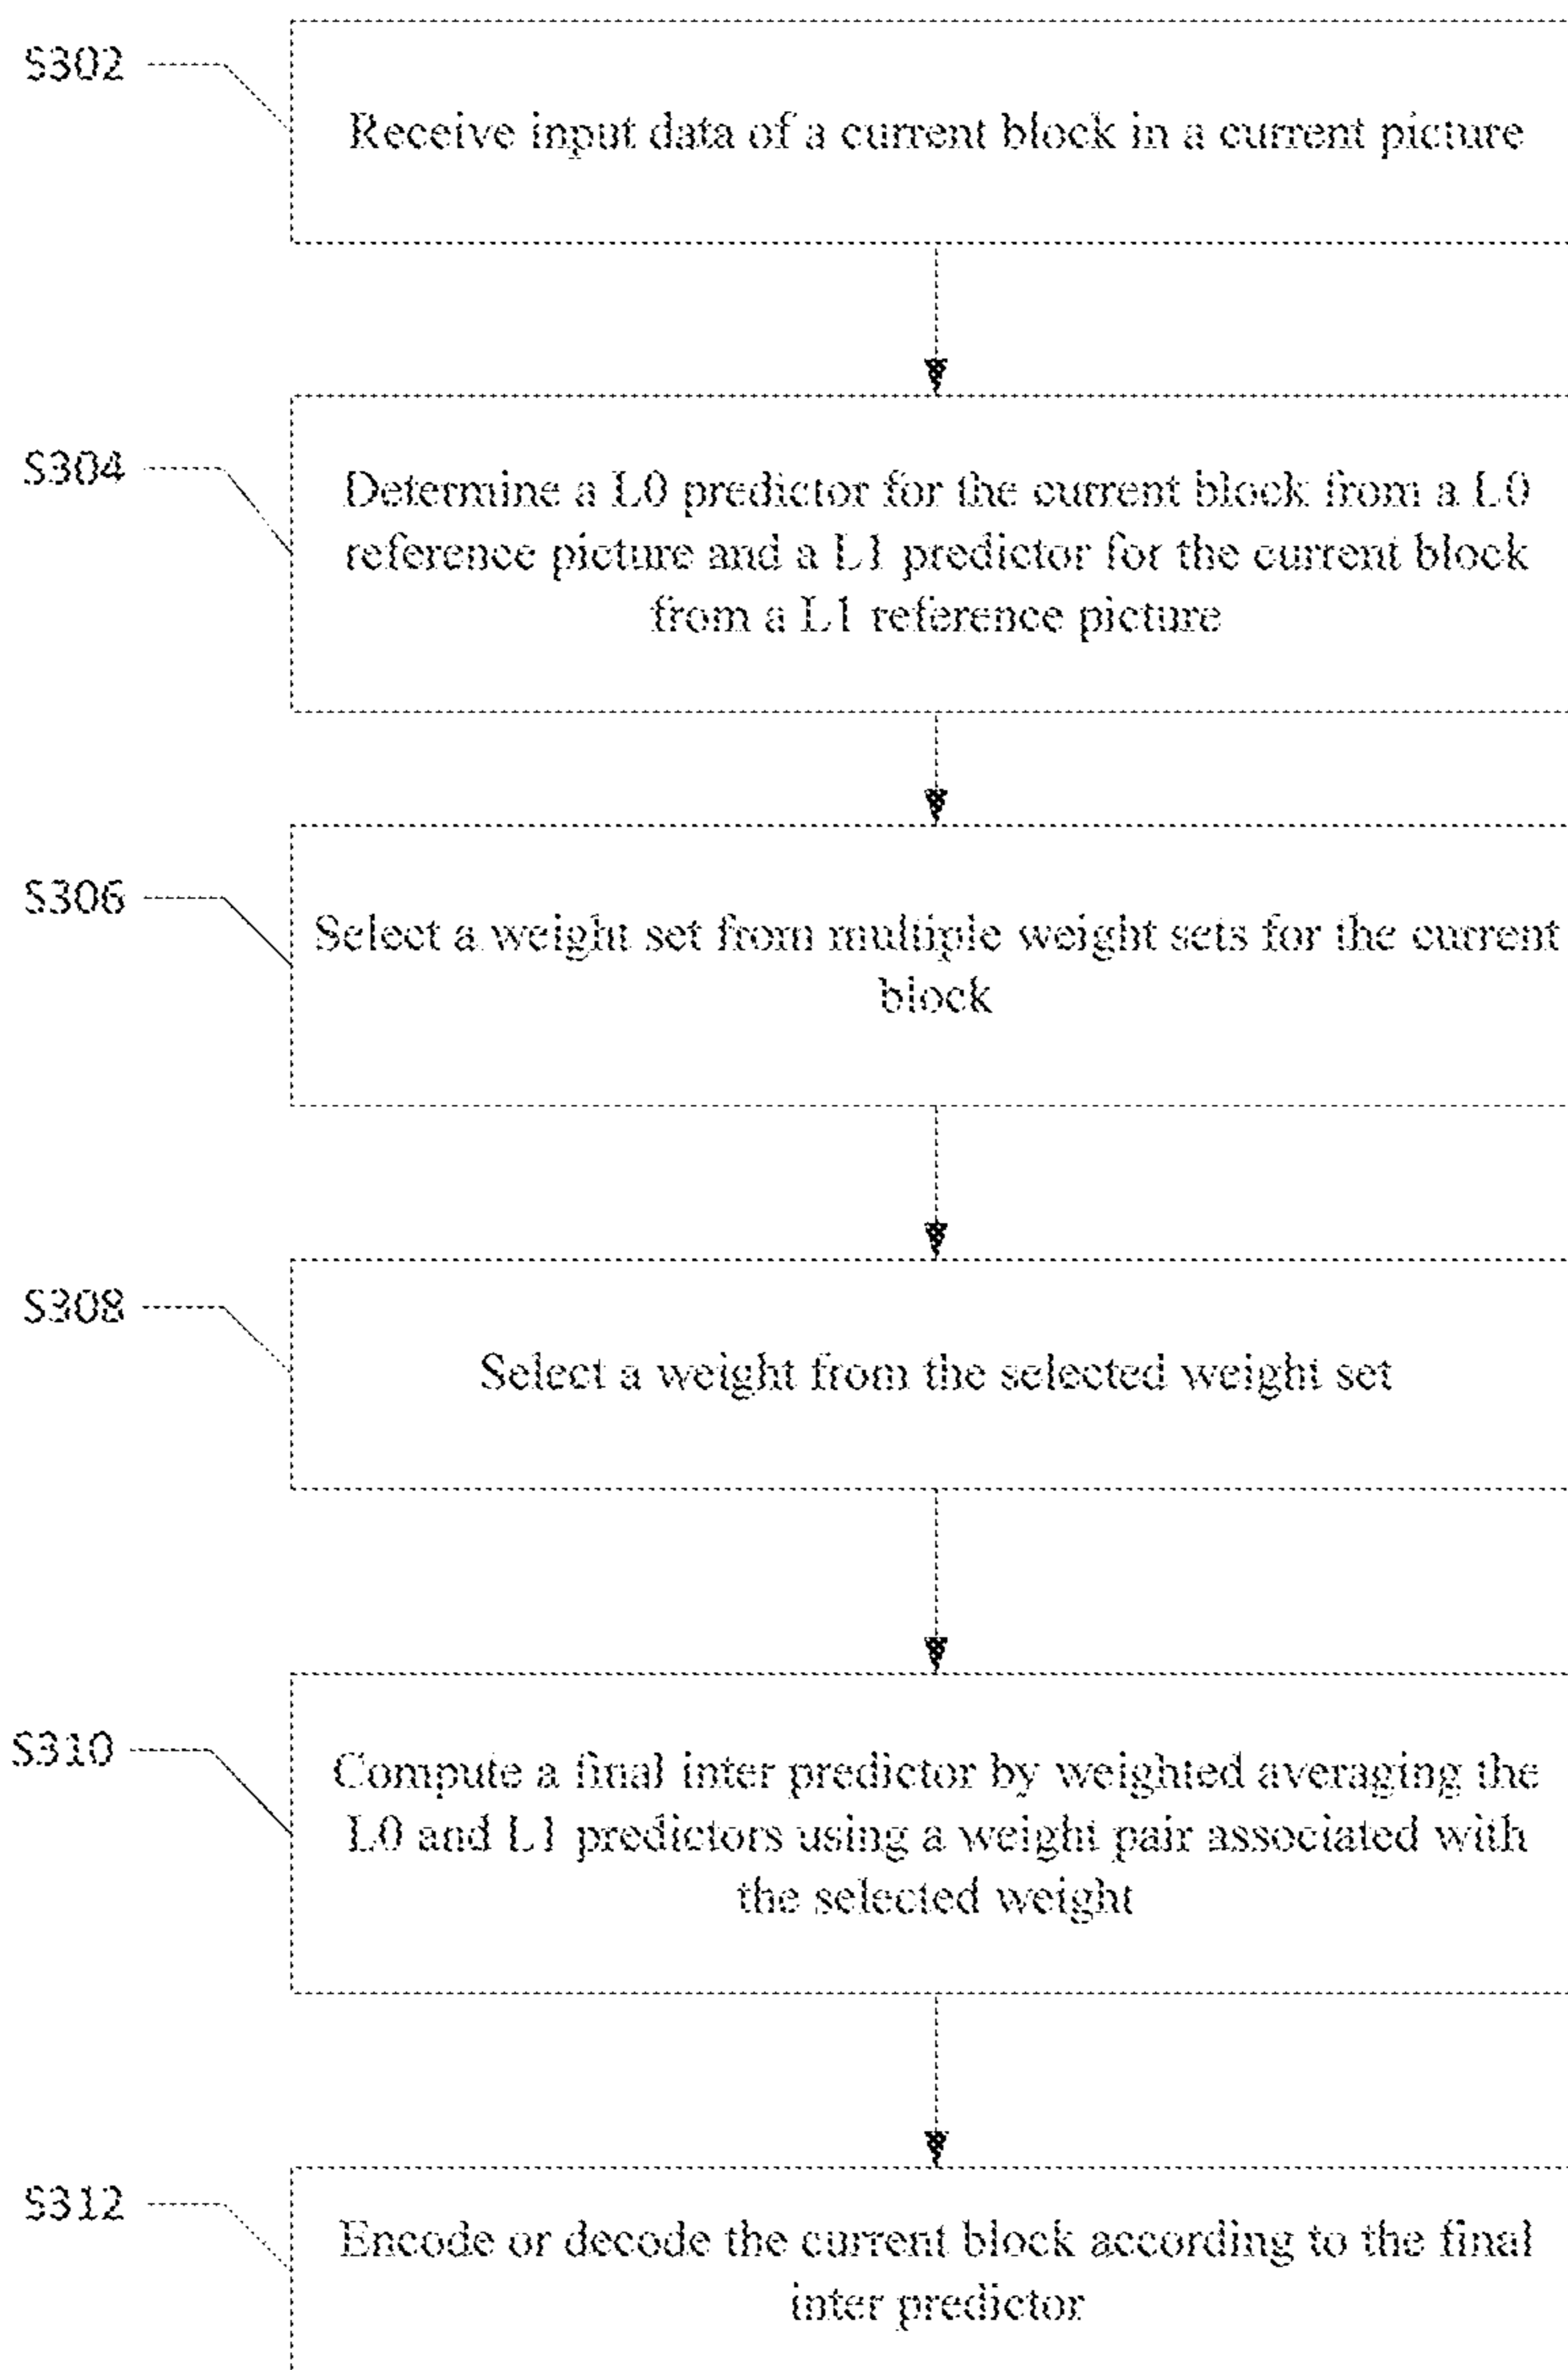 S302
Receive input data of a current block in a current picture
S304
Determine a L0 predictor for the current block from a L0
reference picture and a L1 predictor for the current block
from a L1 reference picture
S306
Select a weight set from multiple weight sets for the current
block
S308
Select a weight from the selected weight set
S310
Compute a final inter predictor by weighted averaging the
L0 and L1 predictors using a weight pair associated with
the selected weight
S312
Encode or decode the current block according to the final
inter predictor